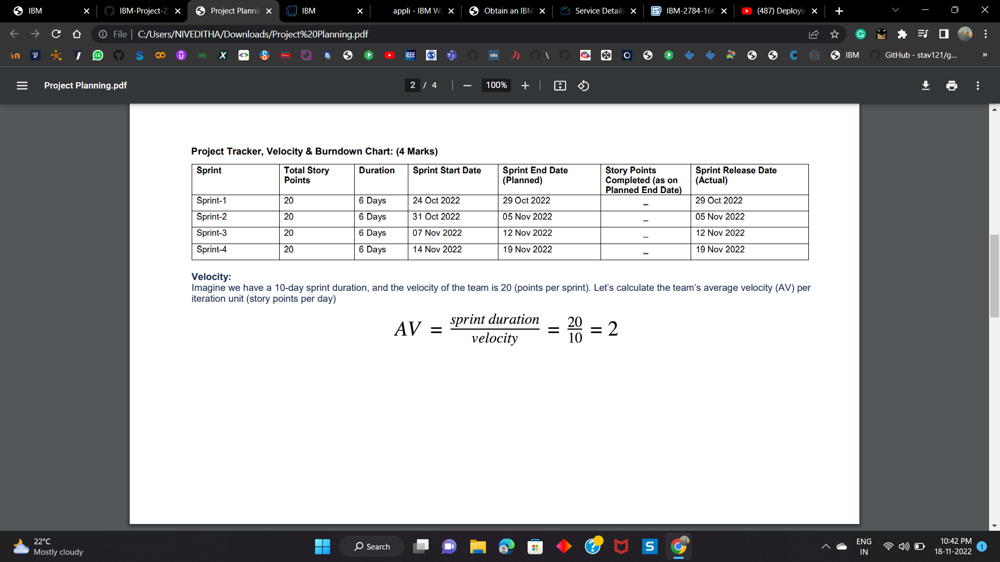 IBM
IBM-Project-2
Project Plannin
IBM
appli - IBM Wa
Obtain an IBM
Service Details
IBM-2784-166
(487) Deployin
File
C:/Users/NIVEDITHA/Downloads/Project%20Planning.pdf
14
IEEE
tds
IBM
GitHub - stav121/g...
»
Project Planning.pdf
2 / 4
100%
Project Tracker, Velocity & Burndown Chart: (4 Marks)
Sprint Total Story Points Duration Sprint Start Date Sprint End Date (Planned) Story Points Completed (as on Planned End Date) Sprint Release Date (Actual)
Sprint-1 20 6 Days 24 Oct 2022 29 Oct 2022 _ 29 Oct 2022
Sprint-2 20 6 Days 31 Oct 2022 05 Nov 2022 _ 05 Nov 2022
Sprint-3 20 6 Days 07 Nov 2022 12 Nov 2022 _ 12 Nov 2022
Sprint-4 20 6 Days 14 Nov 2022 19 Nov 2022 _ 19 Nov 2022
Velocity:
Imagine we have a 10-day sprint duration, and the velocity of the team is 20 (points per sprint). Let’s calculate the team’s average velocity (AV) per
iteration unit (story points per day)
AV = sprint duration / velocity = 20 / 10 = 2
22°C
Mostly cloudy
Search
ENG
IN
10:42 PM
18-11-2022
1